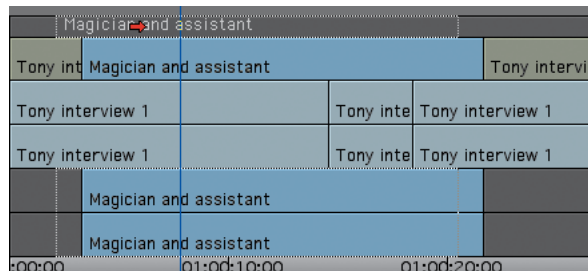 Magician and assistant
Tony int Magician and assistant Tony intervi
Tony interview 1 Tony inte Tony interview 1
Tony interview 1 Tony inte Tony interview 1
Magician and assistant
Magician and assistant
:00:00 01:00:10:00 01:00:20:00